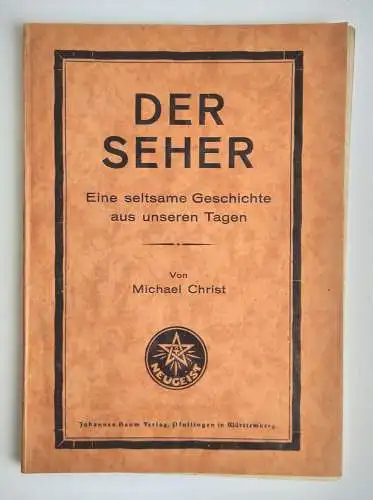 DER
SEHER
Eine seltsame Geschichte
aus unseren Tagen
Von
Michael Christ
NEUGEIST
Johannes Baum Verlag, Pfullingen in Württemberg